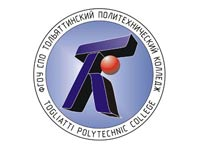 ФГОУ СПО ТОЛЬЯТТИНСКИЙ ПОЛИТЕХНИЧЕСКИЙ КОЛЛЕДЖ
TOGLIATTI POLYTECHNIC COLLEGE